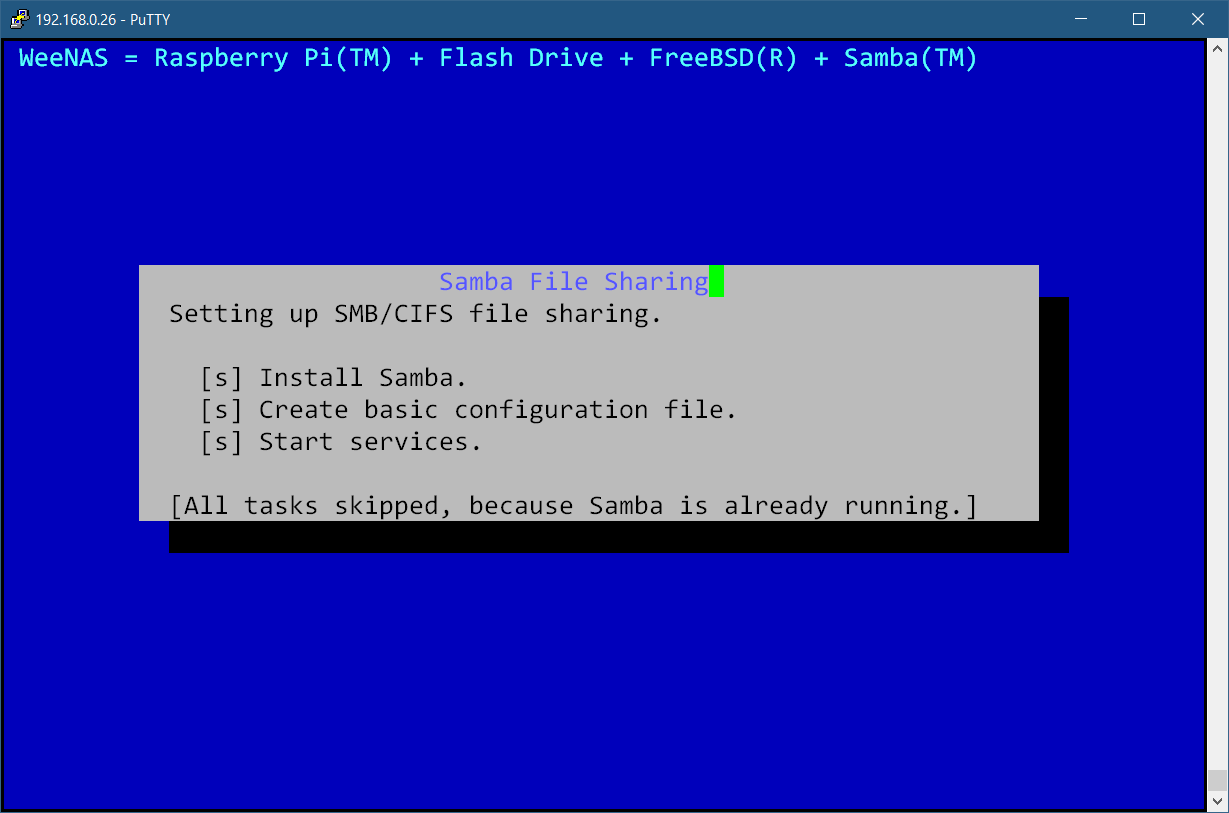 192.168.0.26 - PuTTY
WeeNAS = Raspberry Pi(TM) + Flash Drive + FreeBSD(R) + Samba(TM)
Samba File Sharing
Setting up SMB/CIFS file sharing.
[s] Install Samba.
[s] Create basic configuration file.
[s] Start services.
[All tasks skipped, because Samba is already running.]